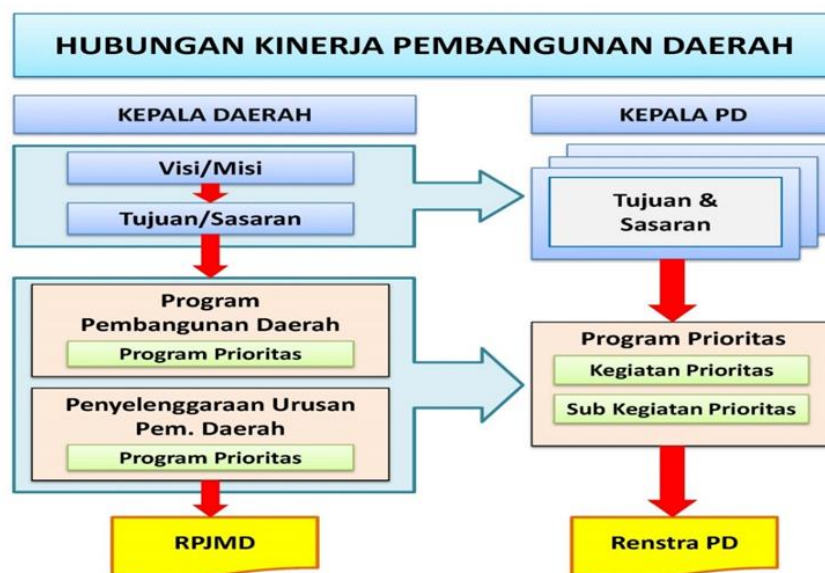 HUBUNGAN KINERJA PEMBANGUNAN DAERAH
KEPALA DAERAH
Visi/Misi
Tujuan/Sasaran
Program
Pembangunan Daerah
Program Prioritas
Penyelenggaraan Urusan
Pem. Daerah
Program Prioritas
RPJMD
KEPALA PD
Tujuan &
Sasaran
Program Prioritas
Kegiatan Prioritas
Sub Kegiatan Prioritas
Renstra PD